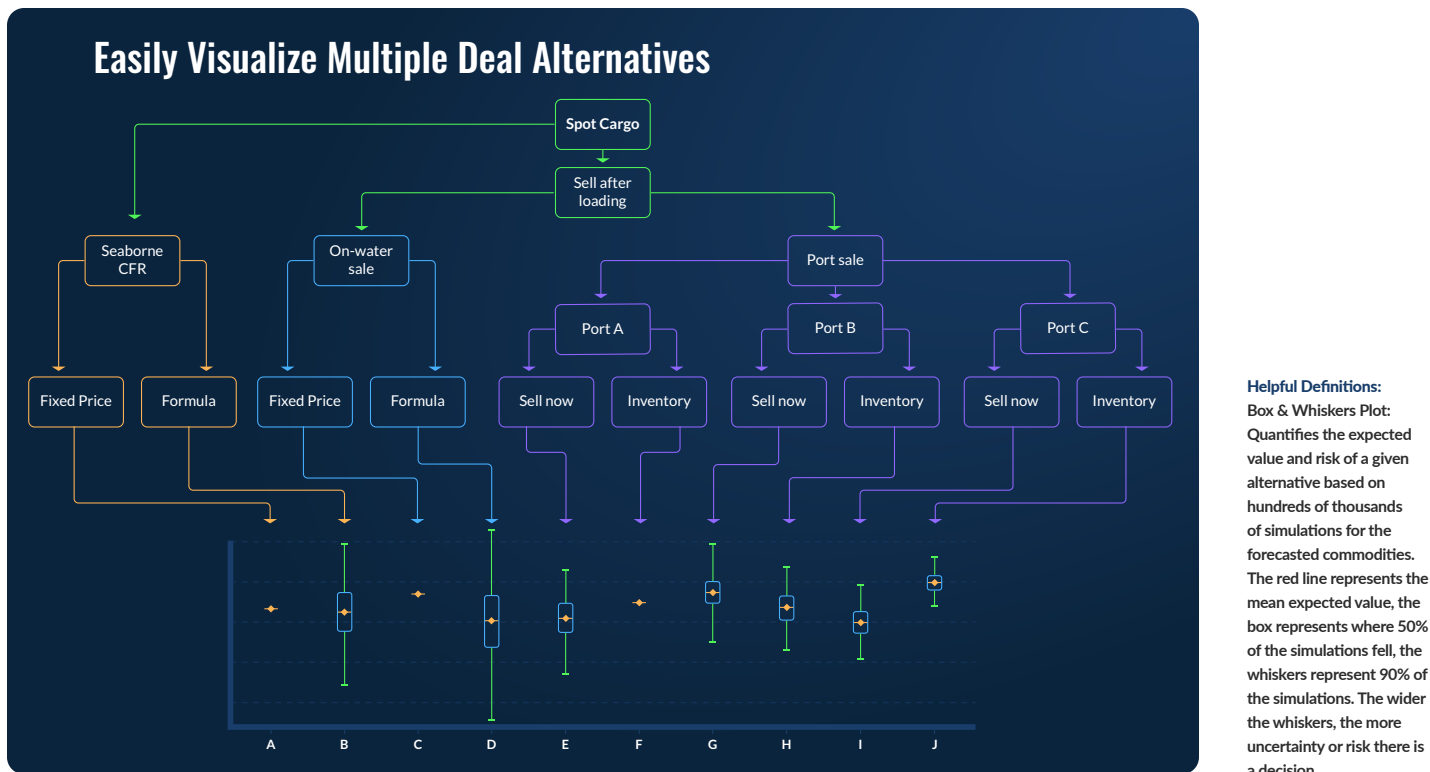 Easily Visualize Multiple Deal Alternatives
Spot Cargo
Sell after
loading
Seaborne
CFR
On-water
sale
Port sale
Port A
Port B
Port C
Fixed Price
Formula
Fixed Price
Formula
Sell now
Inventory
Sell now
Inventory
Sell now
Inventory
A
B
C
D
E
F
G
H
I
J
Helpful Definitions:
Box & Whiskers Plot:
Quantifies the expected
value and risk of a given
alternative based on
hundreds of thousands
of simulations for the
forecasted commodities.
The red line represents the
mean expected value, the
box represents where 50%
of the simulations fell, the
whiskers represent 90% of
the simulations. The wider
the whiskers, the more
uncertainty or risk there is
a decision